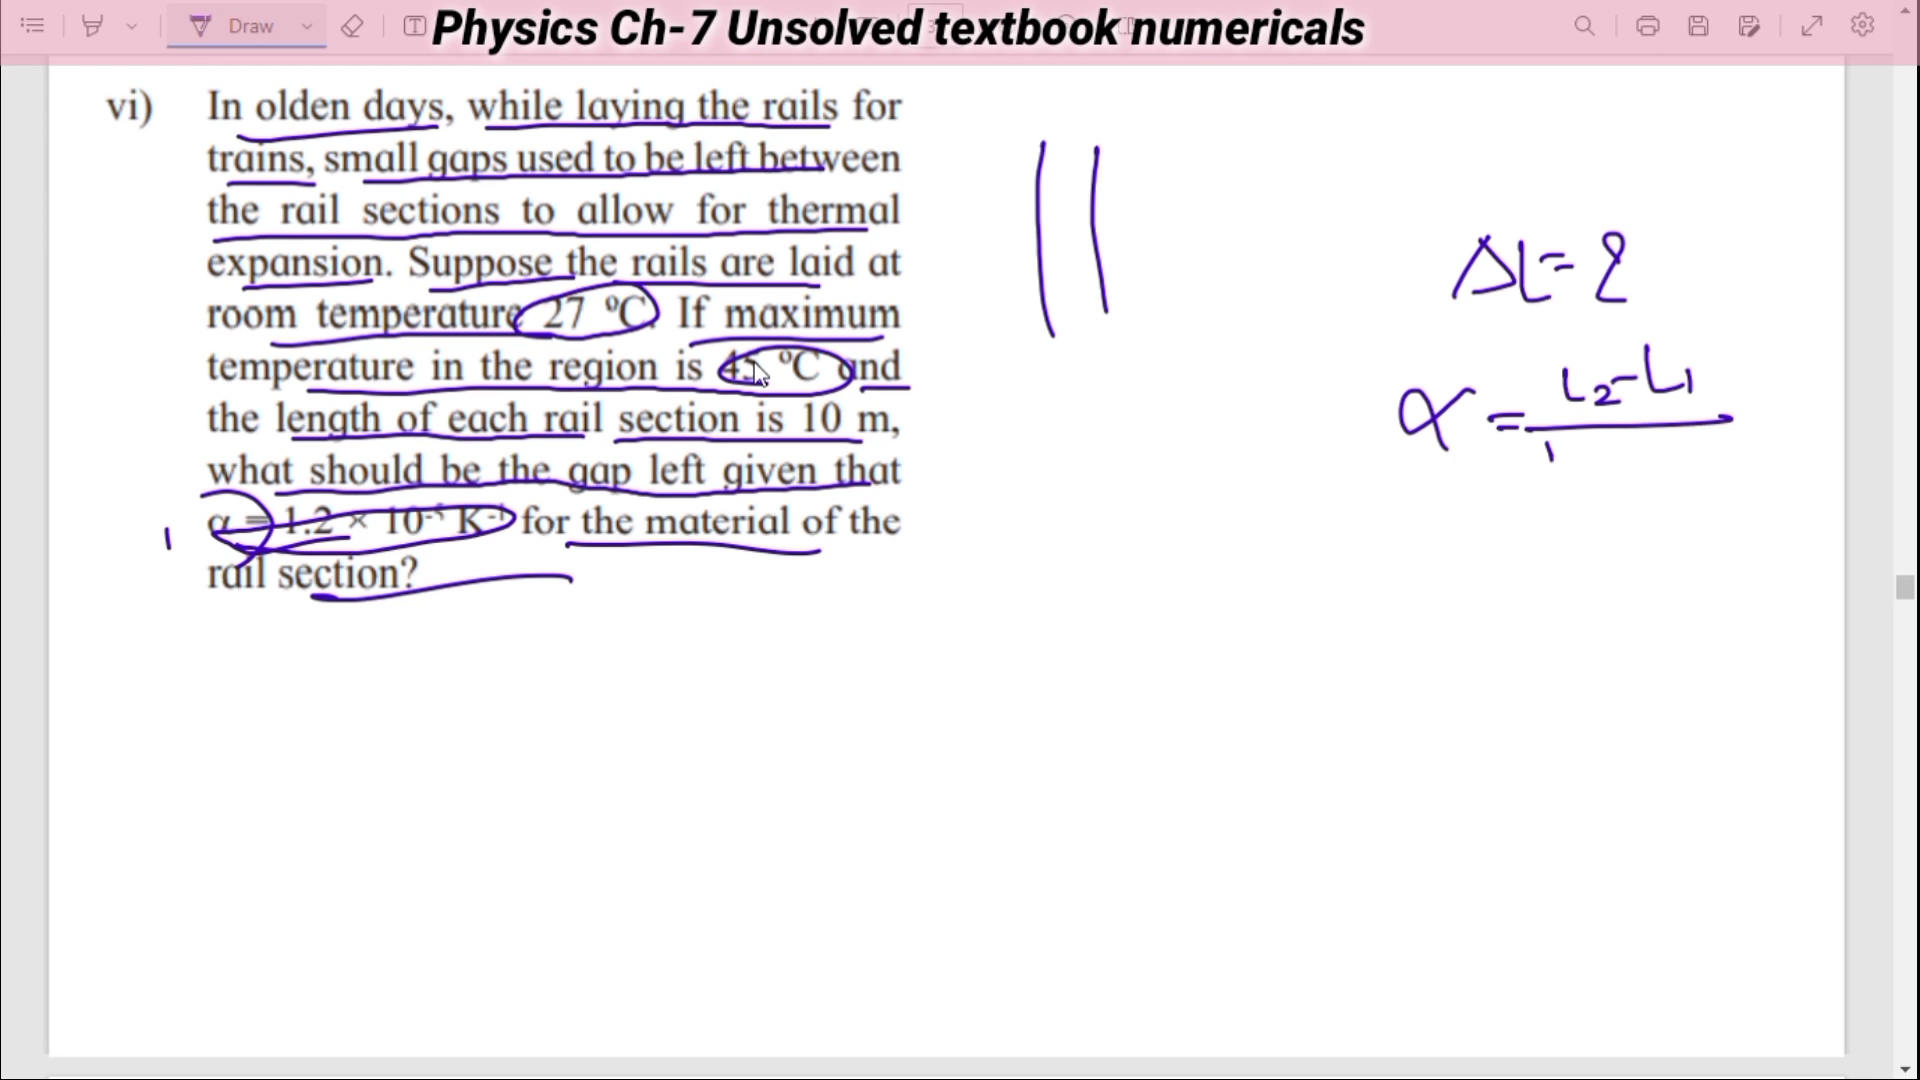 Draw
Physics Ch-7 Unsolved textbook numericals
vi) In olden days, while laying the rails for
trains, small gaps used to be left between
the rail sections to allow for thermal
expansion. Suppose the rails are laid at
room temperature 27 ºC. If maximum
temperature in the region is 45 ºC and
the length of each rail section is 10 m,
what should be the gap left given that
α = 1.2 × 10⁻⁵ K⁻¹ for the material of the
rail section?
ΔL = ?
α = L₂-L₁